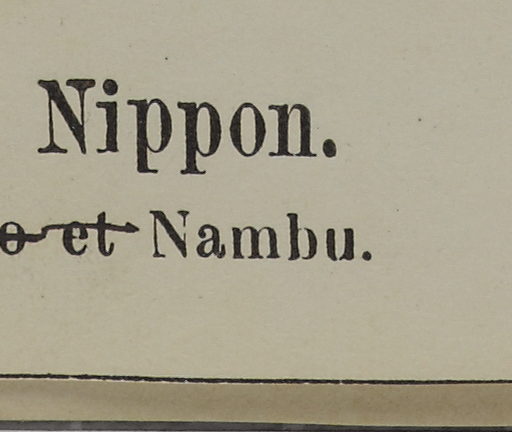 Nippon.
o et Nambu.